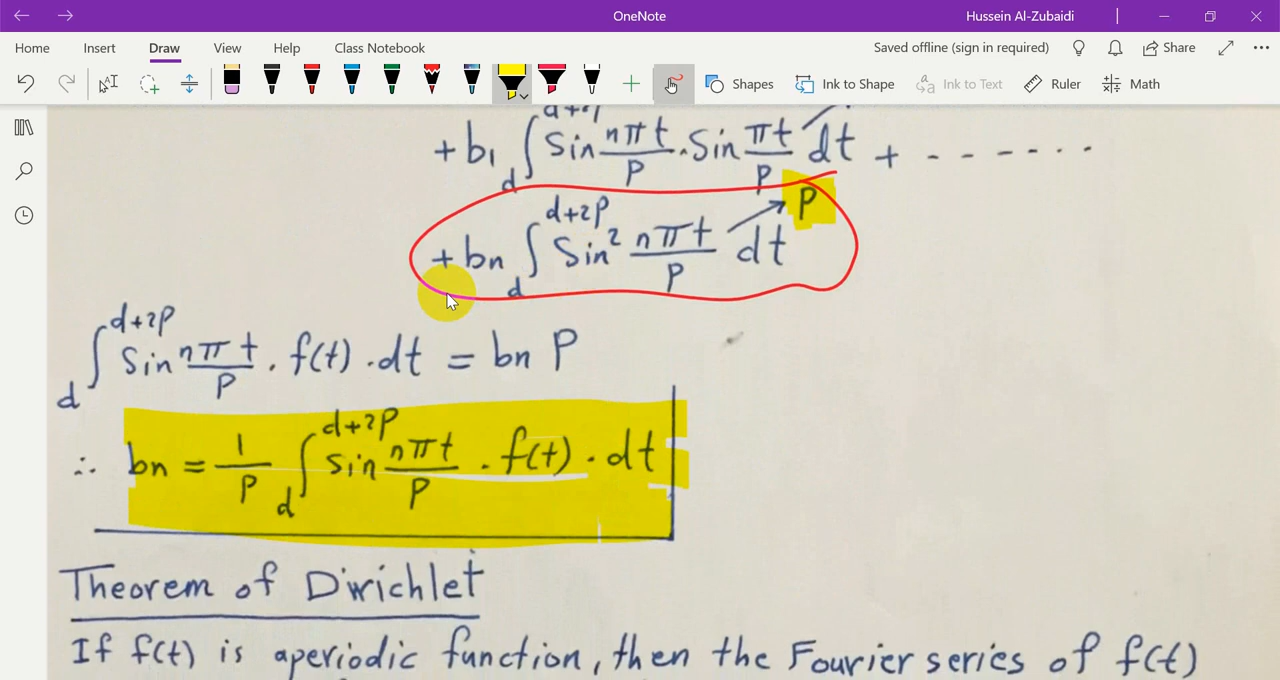 OneNote
Hussein Al-Zubaidi
Home Insert Draw View Help Class Notebook
Saved offline (sign in required) Share
Shapes Ink to Shape Ink to Text Ruler Math
+ b₁ ∫ d Sin nπt/P . Sin πt/P dt + - - - - - -
+ bn ∫ d d+2P Sin² nπt/P dt → P
∫ d d+2P Sin nπt/P . f(t) . dt = bn P
∴ bn = 1/P ∫ d d+2P Sin nπt/P . f(t) . dt
Theorem of Dirichlet
If f(t) is aperiodic function, then the Fourier series of f(t)